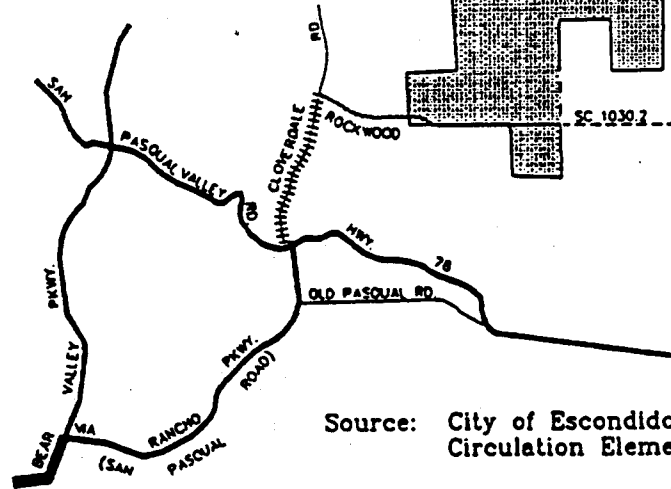 RD
SAN
PASQUAL VALLEY
RD.
CLOVERDALE
ROCKWOOD
SC 1030.2
HWY. 78
OLD PASQUAL RD.
PKWY.
VALLEY
BEAR
VIA RANCHO PKWY.
(SAN PASQUAL ROAD)
Source: City of Escondido
Circulation Eleme